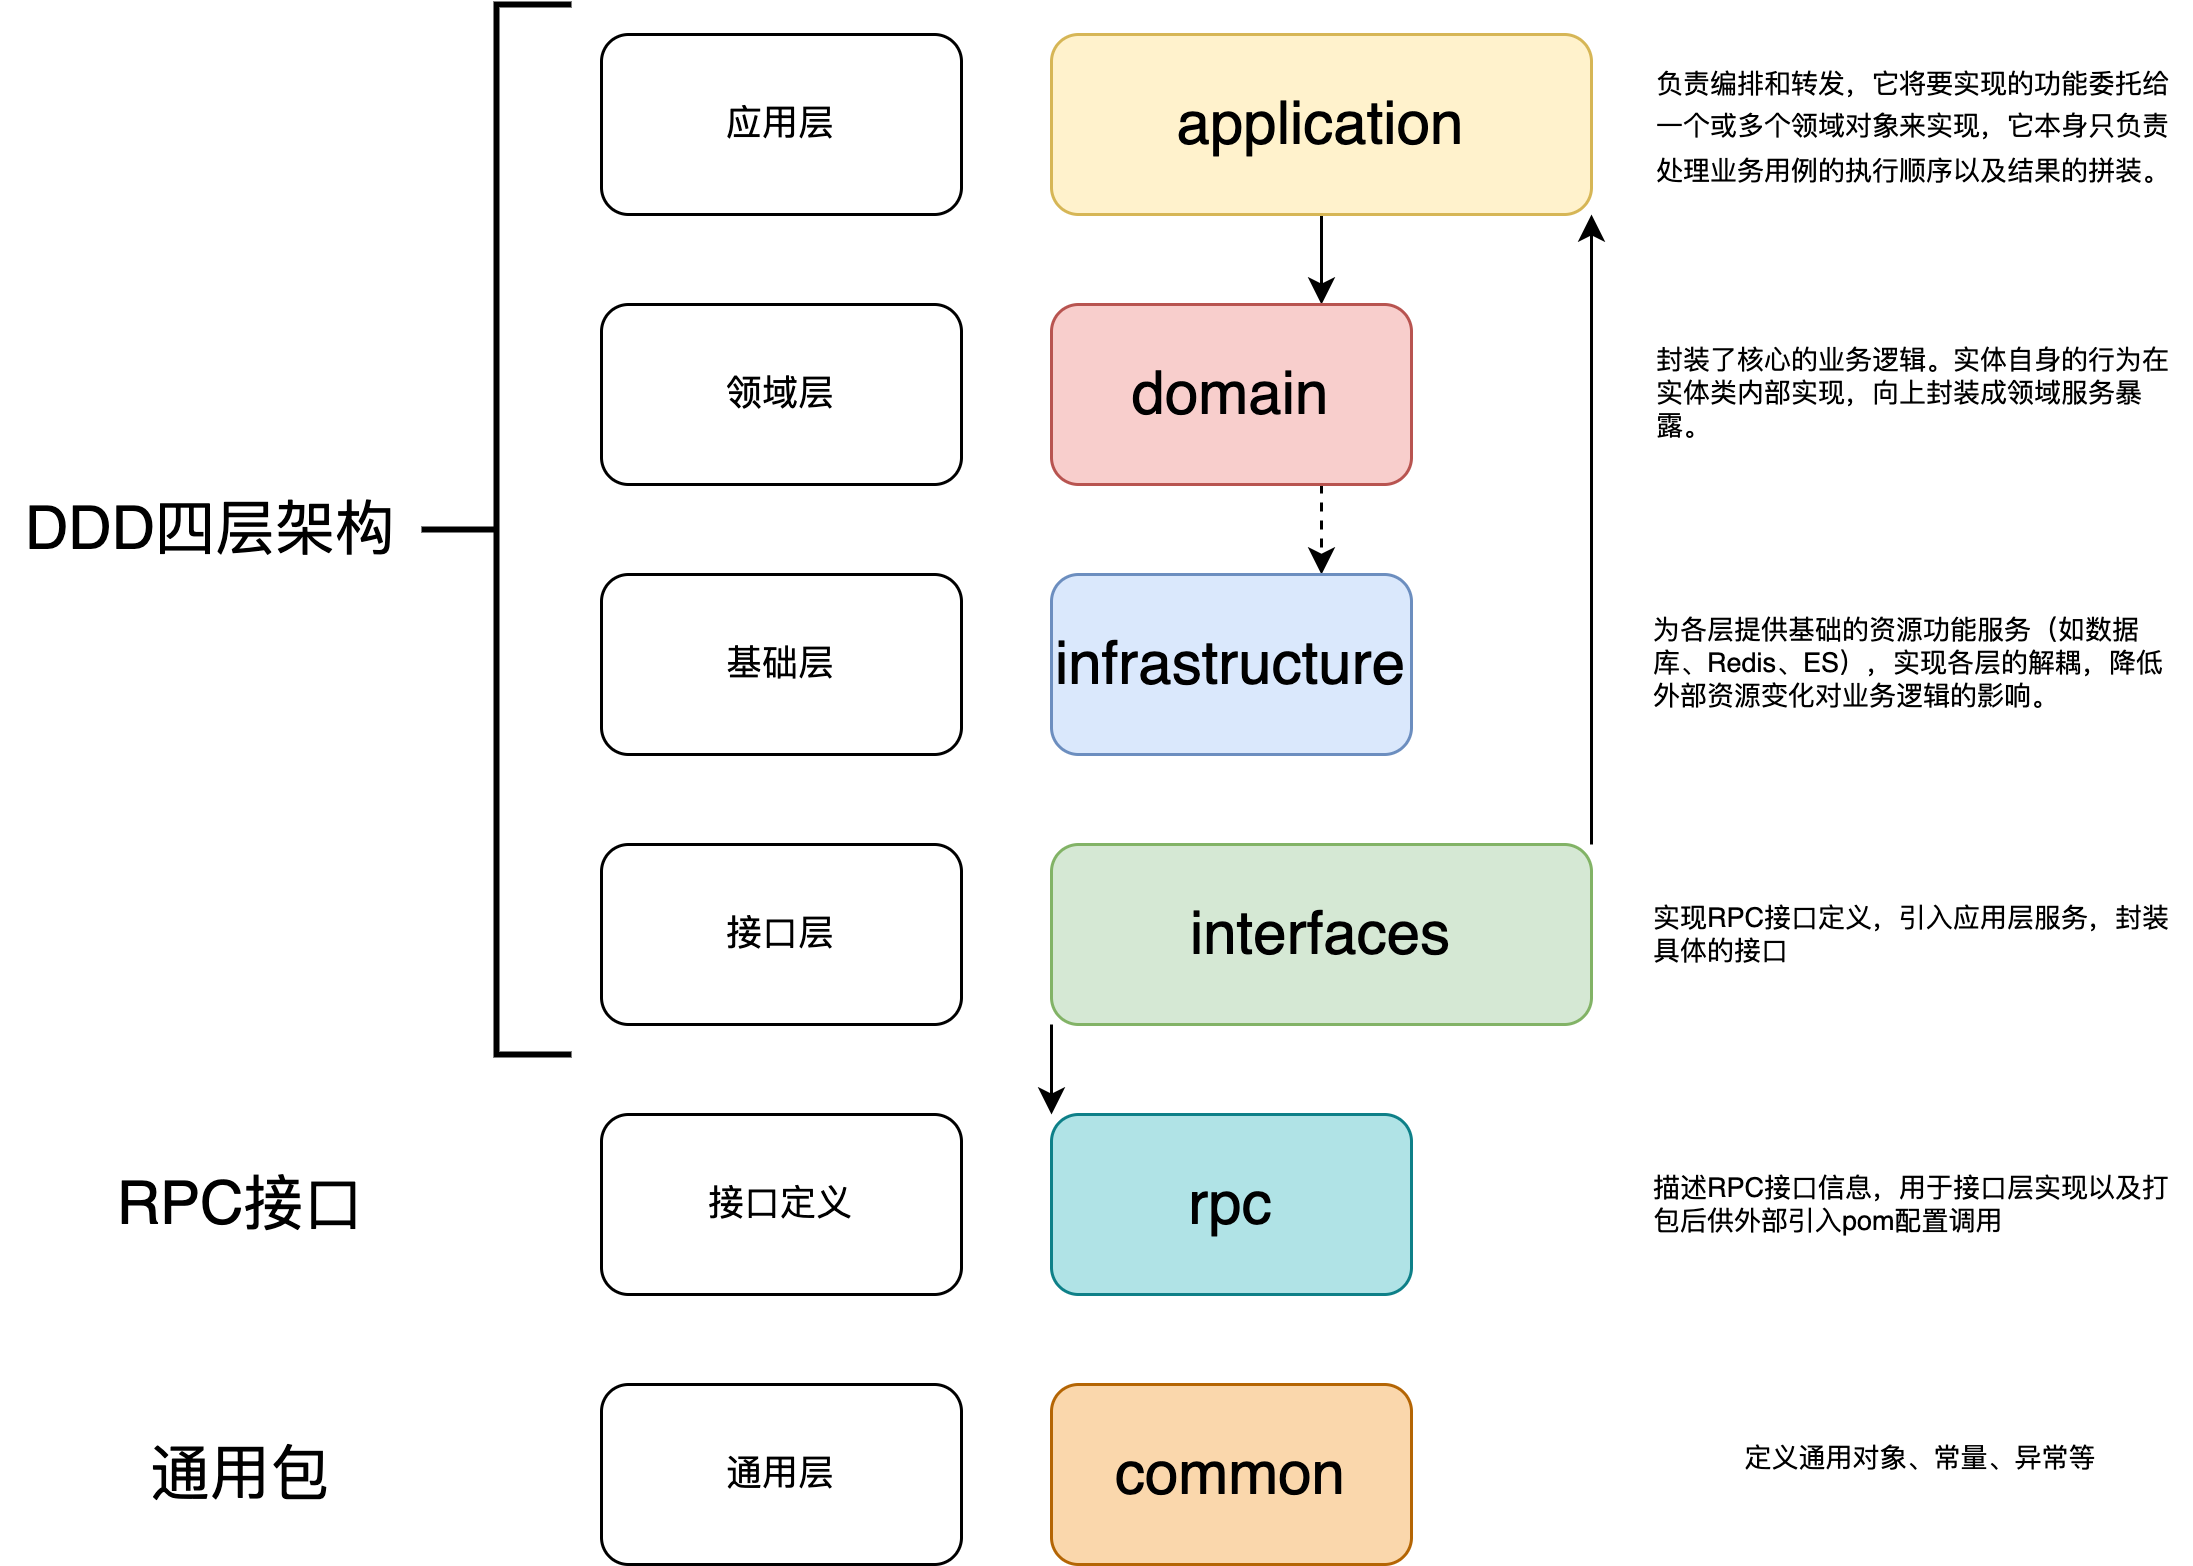 应用层
application
负责编排和转发，它将要实现的功能委托给
一个或多个领域对象来实现，它本身只负责
处理业务用例的执行顺序以及结果的拼装。
领域层
domain
封装了核心的业务逻辑。实体自身的行为在
实体类内部实现，向上封装成领域服务暴
露。
DDD四层架构
基础层
infrastructure
为各层提供基础的资源功能服务（如数据
库、Redis、ES），实现各层的解耦，降低
外部资源变化对业务逻辑的影响。
接口层
interfaces
实现RPC接口定义，引入应用层服务，封装
具体的接口
RPC接口
接口定义
rpc
描述RPC接口信息，用于接口层实现以及打
包后供外部引入pom配置调用
通用包
通用层
common
定义通用对象、常量、异常等